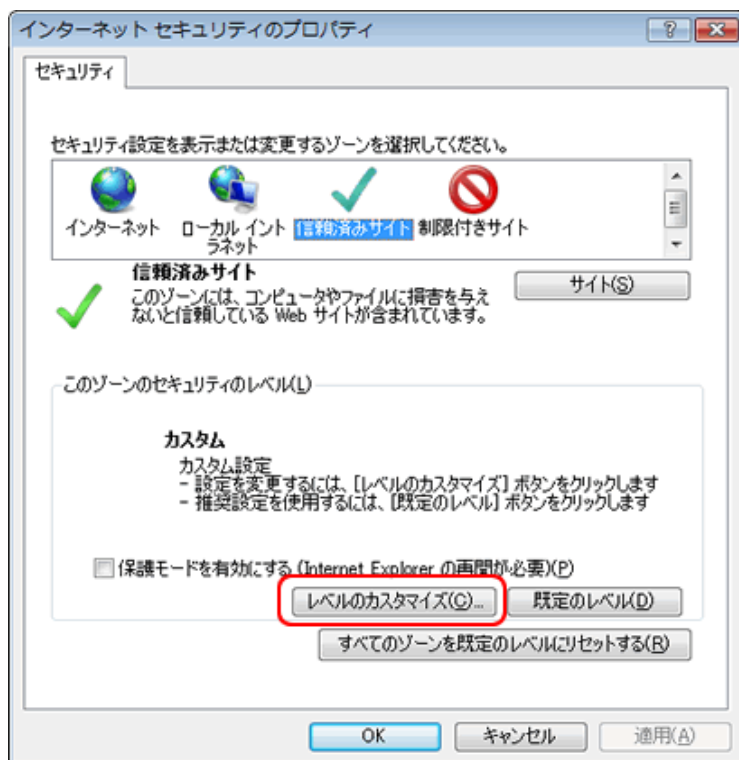 インターネット セキュリティのプロパティ
セキュリティ
セキュリティ設定を表示または変更するゾーンを選択してください。
インターネット
ローカル イント
ラネット
信頼済みサイト
制限付きサイト
信頼済みサイト
このゾーンには、コンピュータやファイルに損害を与え
ないと信頼している Web サイトが含まれています。
サイト(S)
このゾーンのセキュリティのレベル(L)
カスタム
カスタム設定
- 設定を変更するには、[レベルのカスタマイズ] ボタンをクリックします
- 推奨設定を使用するには、[既定のレベル] ボタンをクリックします
保護モードを有効にする (Internet Explorer の再開が必要)(P)
レベルのカスタマイズ(C)...
既定のレベル(D)
すべてのゾーンを既定のレベルにリセットする(R)
OK
キャンセル
適用(A)